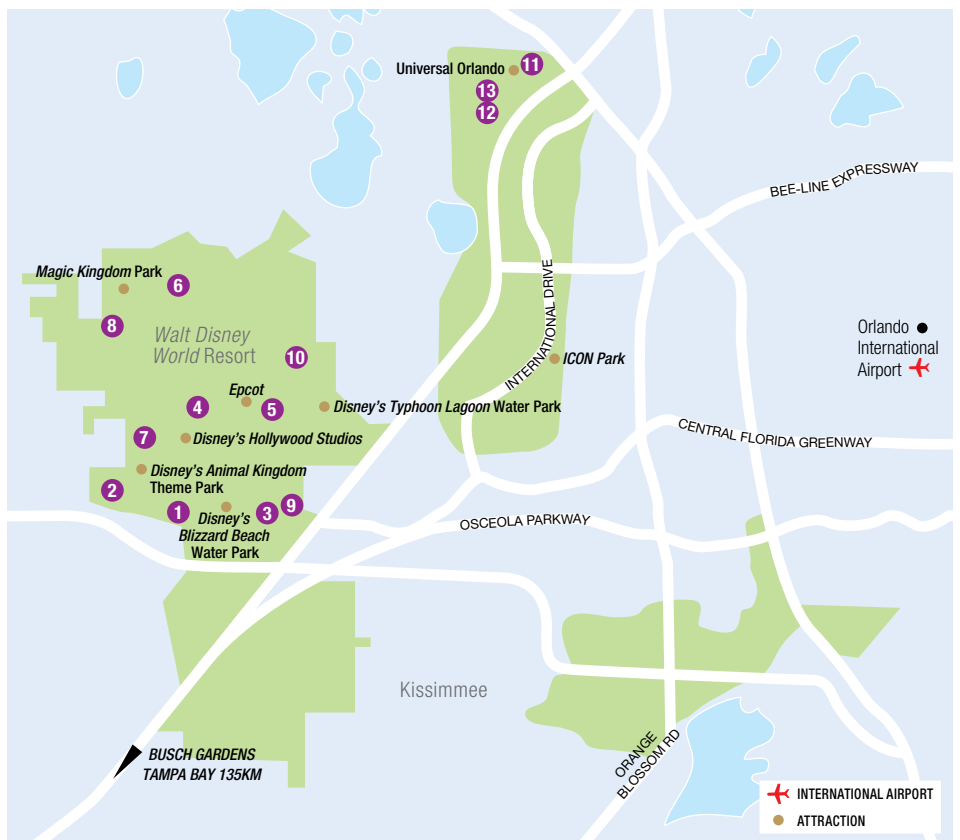 Universal Orlando
11
13
12
BEE-LINE EXPRESSWAY
Magic Kingdom Park
6
8
Walt Disney
World Resort
10
INTERNATIONAL DRIVE
ICON Park
Orlando
International
Airport
Epcot
4
5
Disney's Typhoon Lagoon Water Park
7
Disney's Hollywood Studios
CENTRAL FLORIDA GREENWAY
Disney's Animal Kingdom
Theme Park
2
1
Disney's
Blizzard Beach
Water Park
3
9
OSCEOLA PARKWAY
Kissimmee
BUSCH GARDENS
TAMPA BAY 135KM
ORANGE
BLOSSOM RD
INTERNATIONAL AIRPORT
ATTRACTION